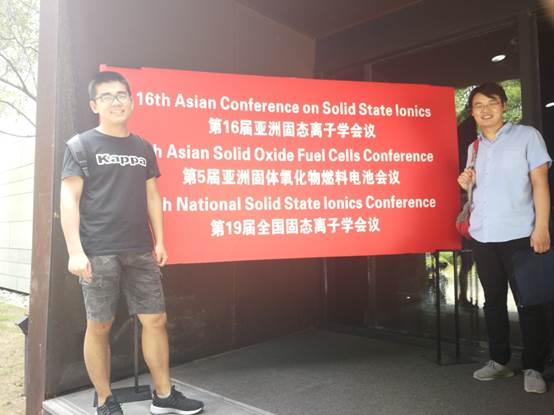 Kappa
16th Asian Conference on Solid State Ionics
第16届亚洲固态离子学会议
h Asian Solid Oxide Fuel Cells Conference
第5届亚洲固体氧化物燃料电池会议
h National Solid State Ionics Conference
第19届全国固态离子学会议